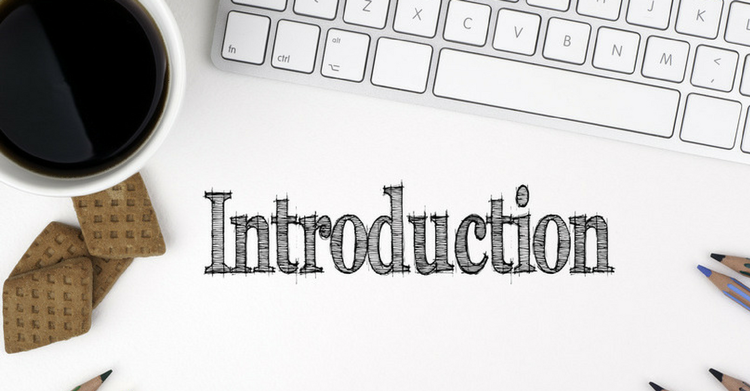 J K
Z X C V B N M < ,
fn ctrl alt ⌥
Introduction